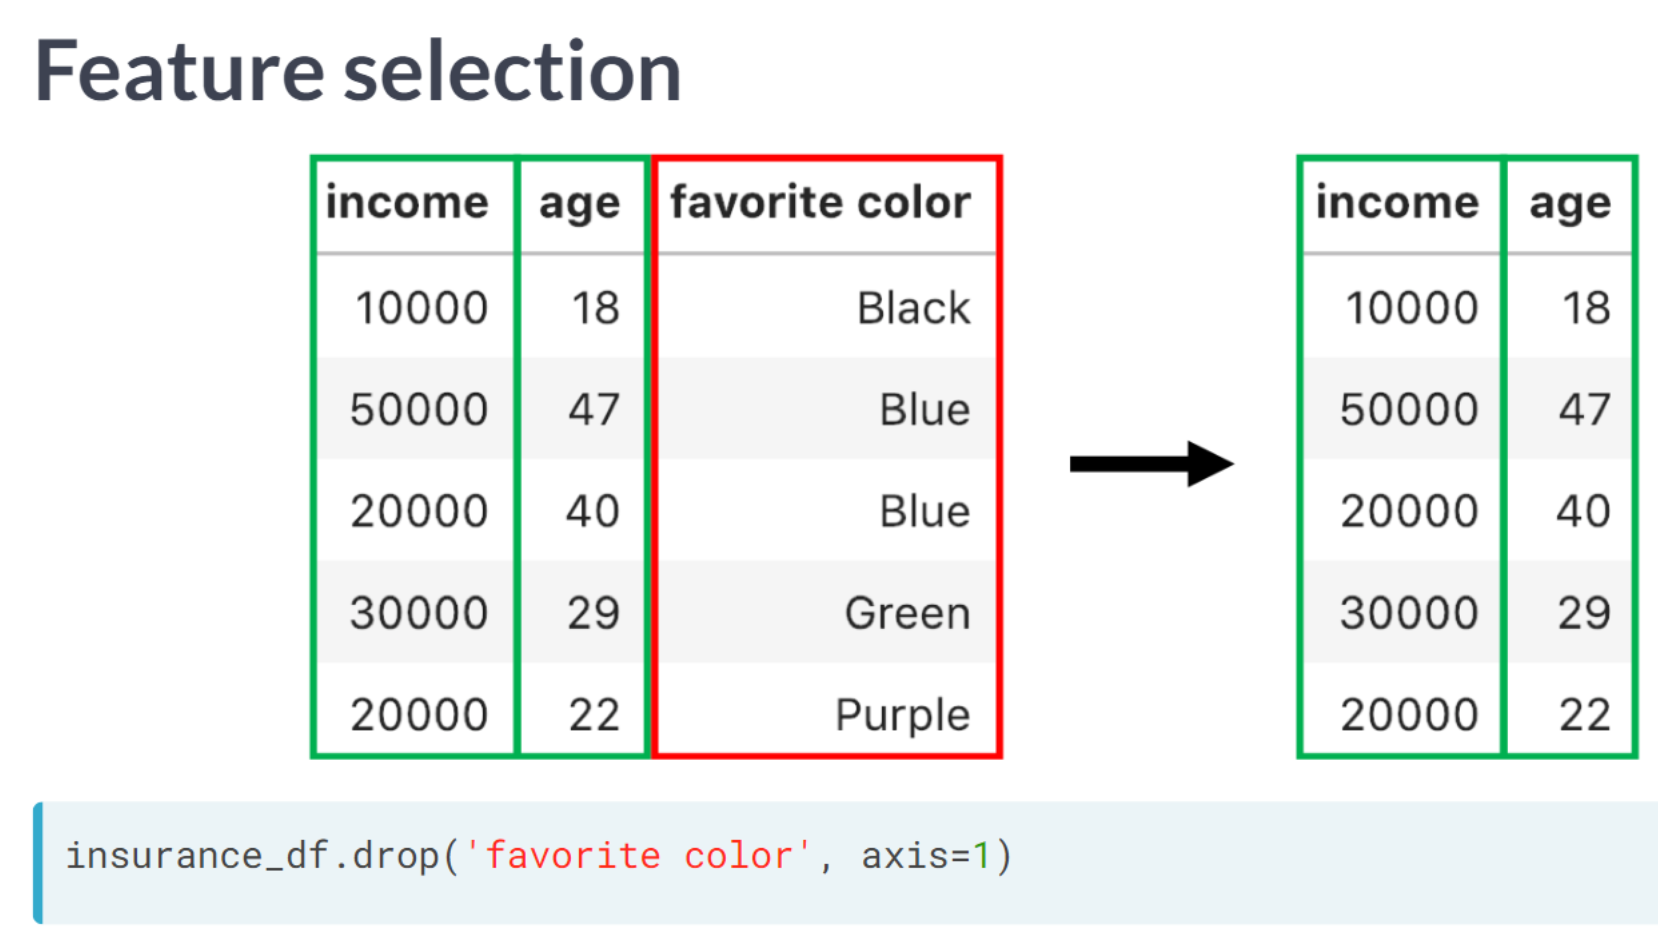 Feature selection
income age favorite color income age
10000 18 Black 10000 18
50000 47 Blue 50000 47
20000 40 Blue 20000 40
30000 29 Green 30000 29
20000 22 Purple 20000 22
insurance_df.drop('favorite color', axis=1)